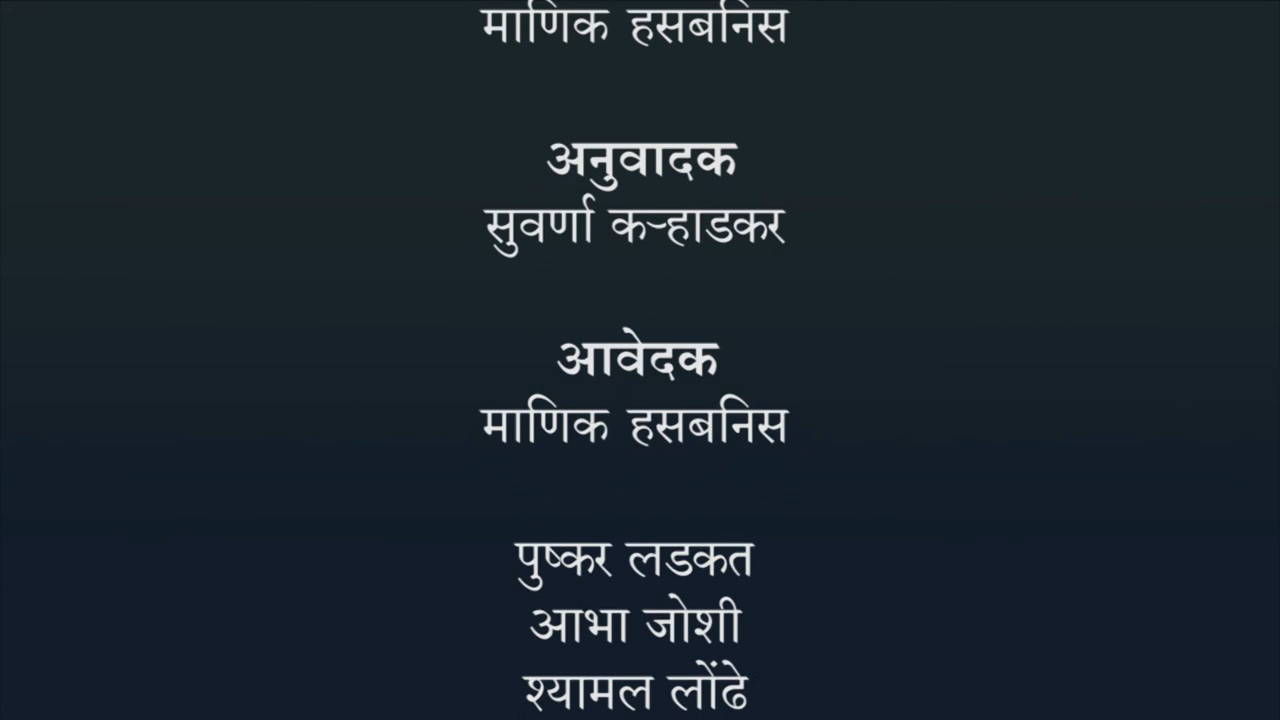 माणिक हसबनिस
अनुवादक
सुवर्णा कऱ्हाडकर
आवेदक
माणिक हसबनिस
पुष्कर लडकत
आभा जोशी
श्यामल लोंढे